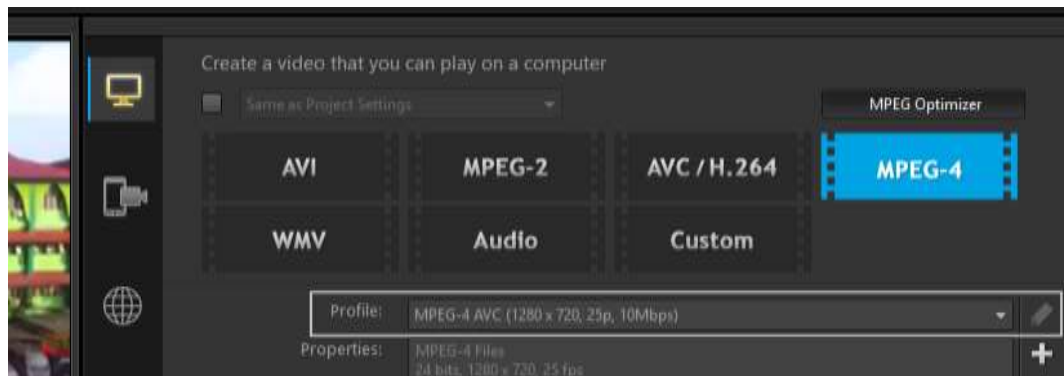 Create a video that you can play on a computer
Same as Project Settings
MPEG Optimizer
AVI
MPEG-2
AVC / H.264
MPEG-4
WMV
Audio
Custom
Profile:
MPEG-4 AVC (1280 x 720, 25p, 10Mbps)
Properties:
MPEG-4 Files
24 bits, 1280 x 720, 25 fps